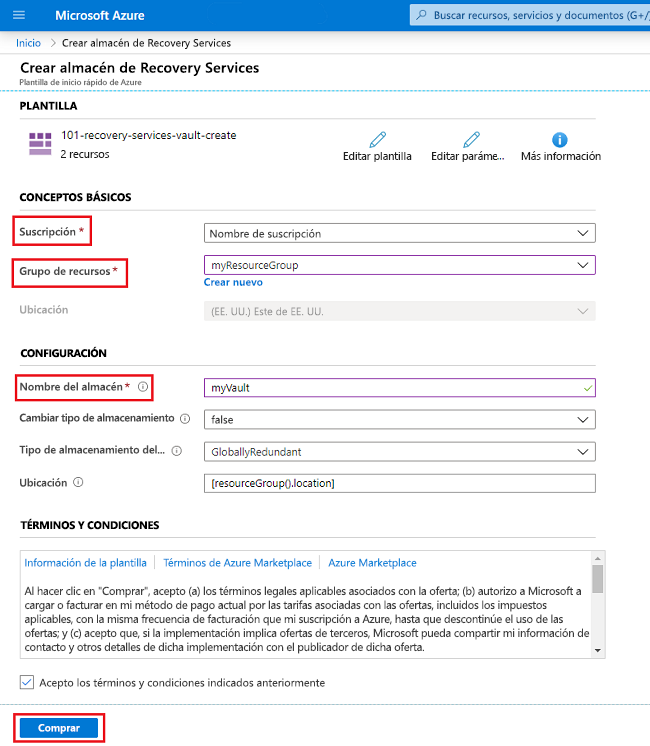 Microsoft Azure
Buscar recursos, servicios y documentos (G+/)
Inicio > Crear almacén de Recovery Services
Crear almacén de Recovery Services
Plantilla de inicio rápido de Azure
PLANTILLA
101-recovery-services-vault-create
2 recursos
Editar plantilla
Editar paráme...
Más información
CONCEPTOS BÁSICOS
Suscripción *
Nombre de suscripción
Grupo de recursos *
myResourceGroup
Crear nuevo
Ubicación
(EE. UU.) Este de EE. UU.
CONFIGURACIÓN
Nombre del almacén *
myVault
Cambiar tipo de almacenamiento
false
Tipo de almacenamiento del...
GloballyRedundant
Ubicación
[resourceGroup().location]
TÉRMINOS Y CONDICIONES
Información de la plantilla | Términos de Azure Marketplace | Azure Marketplace
Al hacer clic en "Comprar", acepto (a) los términos legales aplicables asociados con la oferta; (b) autorizo a Microsoft a
cargar o facturar en mi método de pago actual por las tarifas asociadas con las ofertas, incluidos los impuestos
aplicables, con la misma frecuencia de facturación que mi suscripción a Azure, hasta que descontinúe el uso de las
ofertas; y (c) acepto que, si la implementación implica ofertas de terceros, Microsoft pueda compartir mi información de
contacto y otros detalles de dicha implementación con el publicador de dicha oferta.
Acepto los términos y condiciones indicados anteriormente
Comprar